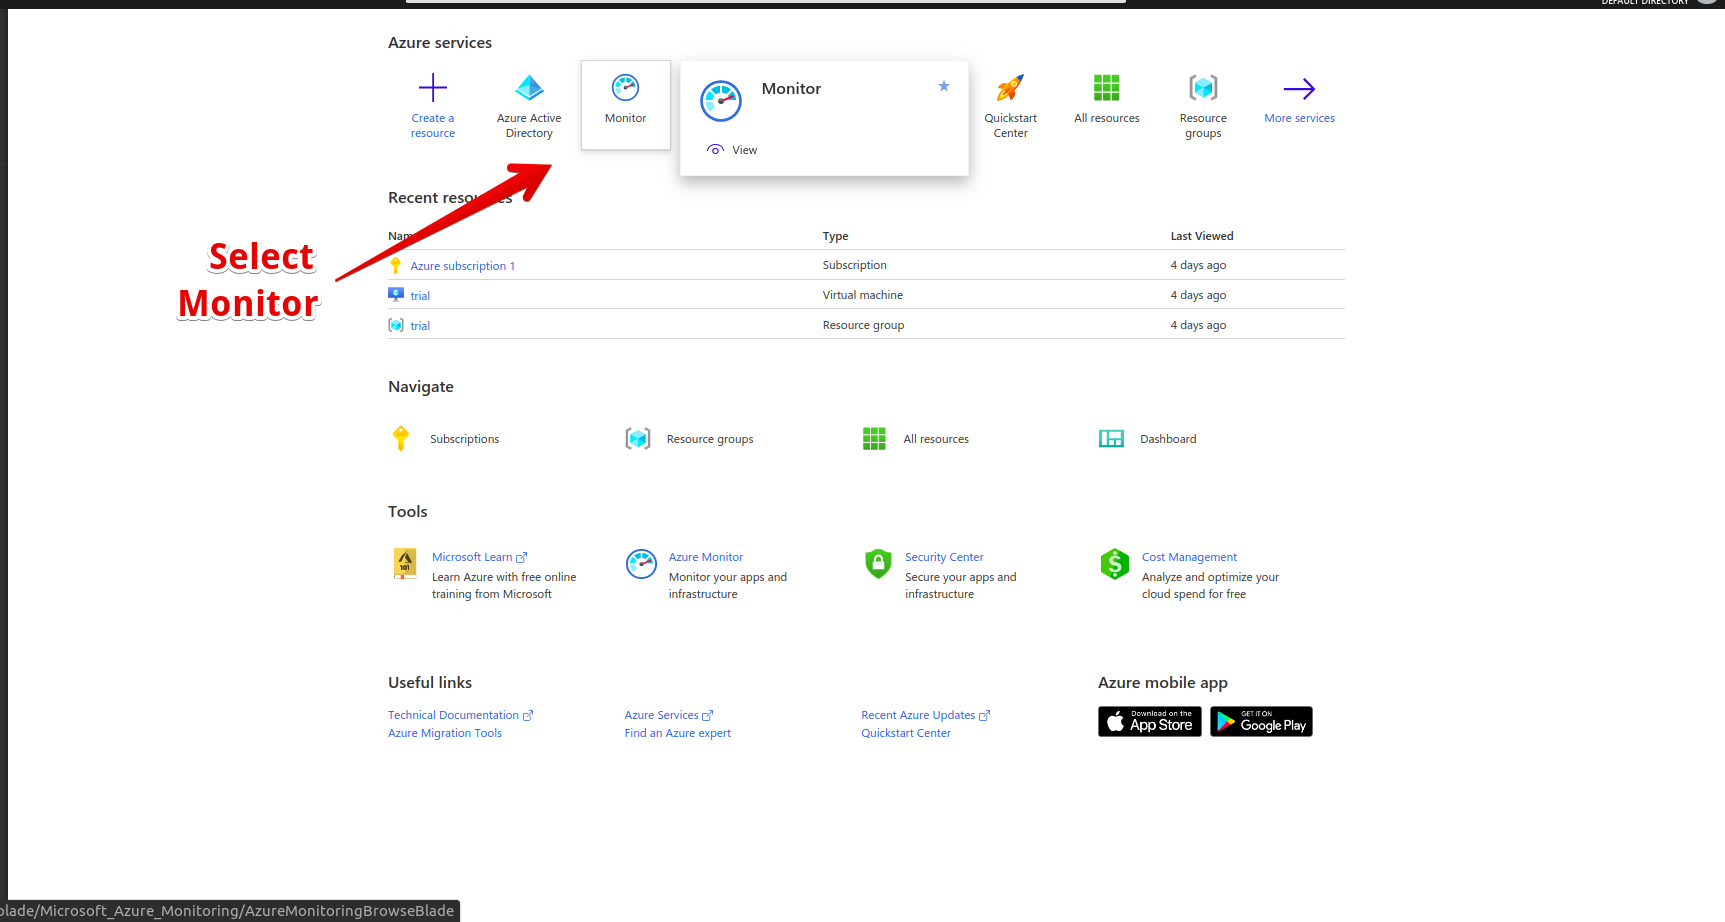 DEFAULT DIRECTORY
Azure services
Create a resource
Azure Active Directory
Monitor
Monitor
View
Quickstart Center
All resources
Resource groups
More services
Select
Monitor
Recent
Name
Type
Last Viewed
Azure subscription 1
Subscription
4 days ago
trial
Virtual machine
4 days ago
trial
Resource group
4 days ago
Navigate
Subscriptions
Resource groups
All resources
Dashboard
Tools
101
Microsoft Learn
Learn Azure with free online
training from Microsoft
Azure Monitor
Monitor your apps and
infrastructure
Security Center
Secure your apps and
infrastructure
Cost Management
Analyze and optimize your
cloud spend for free
Useful links
Technical Documentation
Azure Services
Recent Azure Updates
Azure Migration Tools
Find an Azure expert
Quickstart Center
Azure mobile app
Download on the
App Store
GET IT ON
Google Play
olade/Microsoft_Azure_Monitoring/AzureMonitoringBrowseBlade